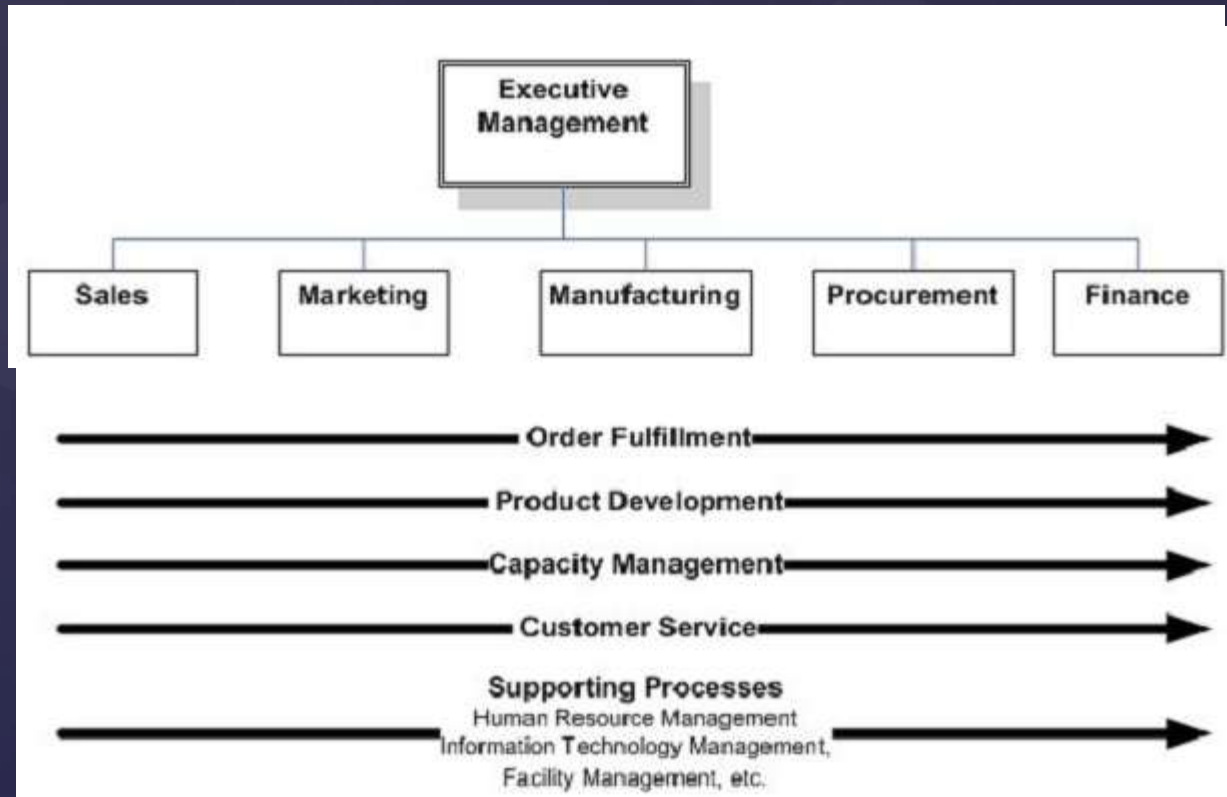 Executive
Management
Sales
Marketing
Manufacturing
Procurement
Finance
Order Fulfillment
Product Development
Capacity Management
Customer Service
Supporting Processes
Human Resource Management
Information Technology Management,
Facility Management, etc.